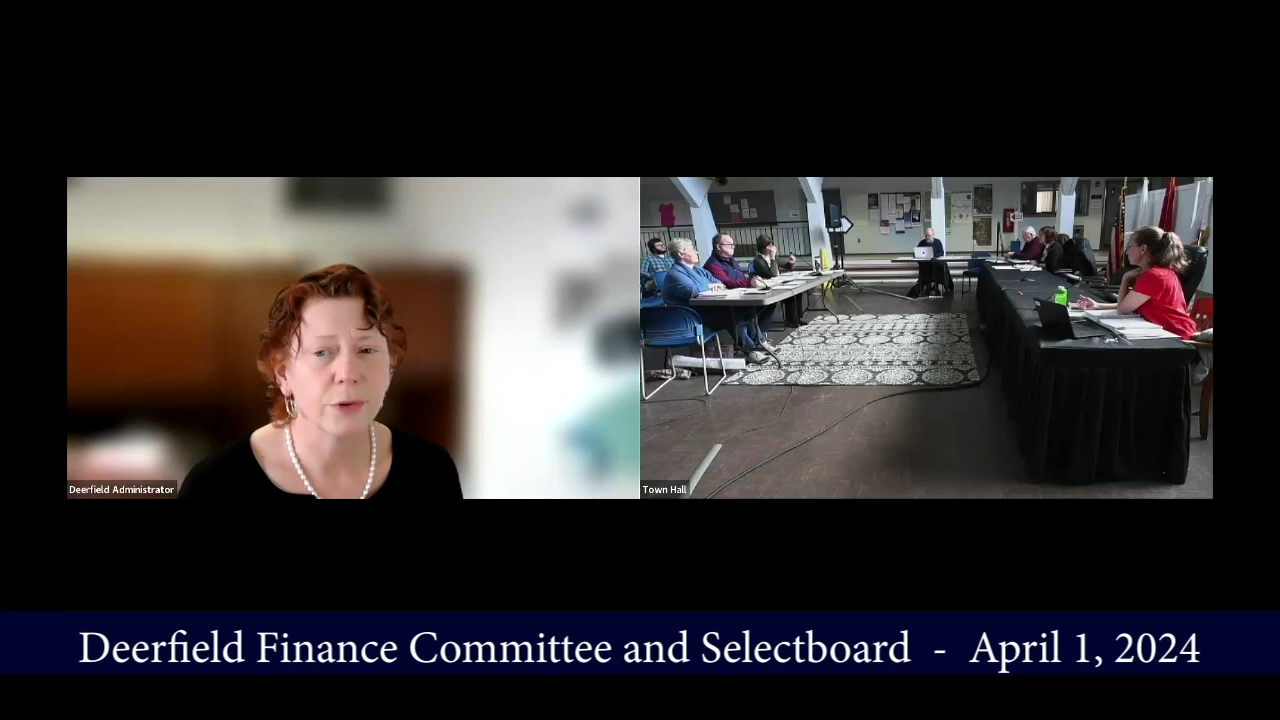 Deerfield Administrator
Town Hall
Deerfield Finance Committee and Selectboard - April 1, 2024